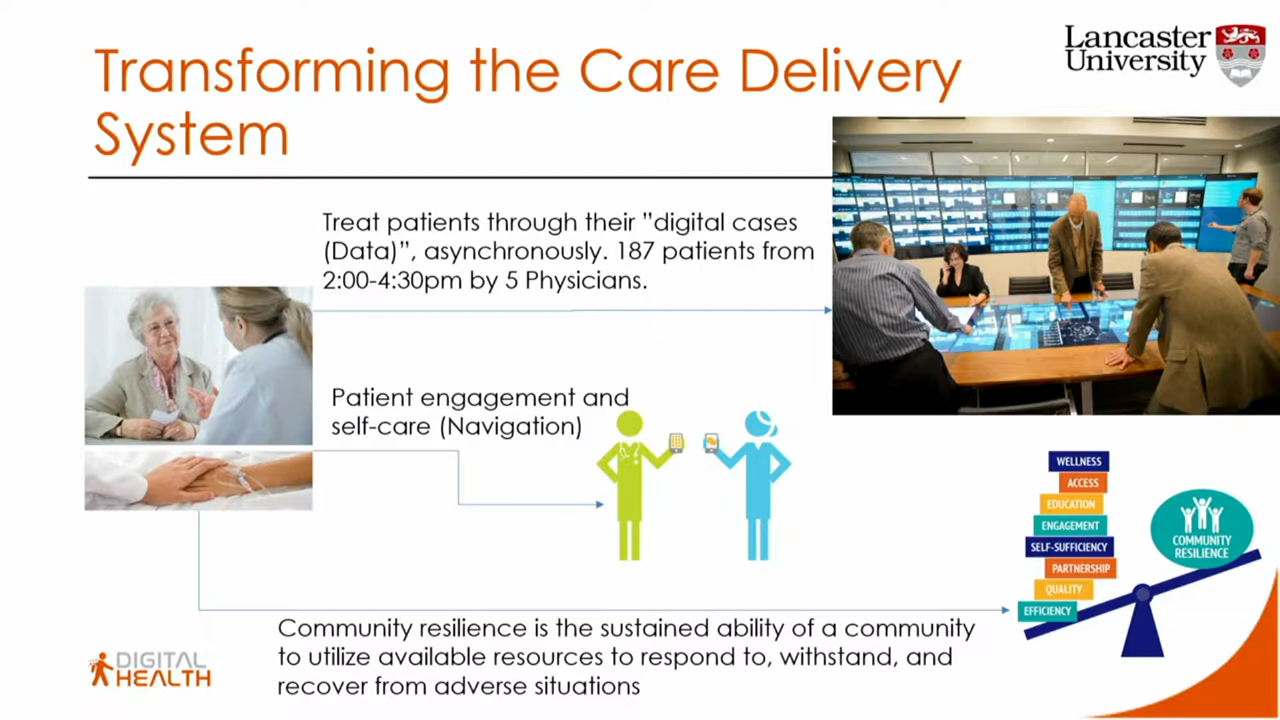 Transforming the Care Delivery
System
Lancaster
University
Treat patients through their ”digital cases
(Data)”, asynchronously. 187 patients from
2:00-4:30pm by 5 Physicians.
Patient engagement and
self-care (Navigation)
WELLNESS
ACCESS
EDUCATION
ENGAGEMENT
SELF-SUFFICIENCY
PARTNERSHIP
QUALITY
EFFICIENCY
COMMUNITY
RESILIENCE
Community resilience is the sustained ability of a community
to utilize available resources to respond to, withstand, and
recover from adverse situations
DIGITAL
HEALTH